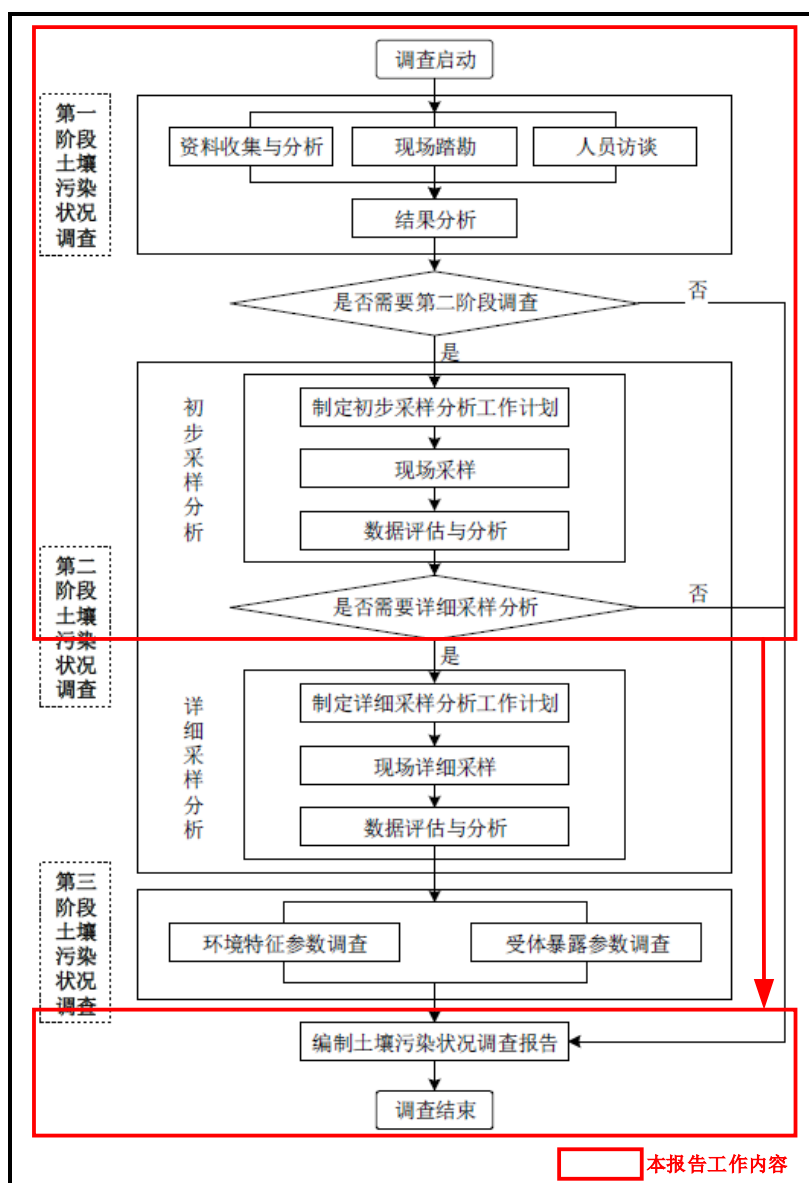 调查启动
第一
阶段
土壤
污染
状况
调查
资料收集与分析
现场踏勘
人员访谈
结果分析
是否需要第二阶段调查
否
是
初
步
采
样
分
析
制定初步采样分析工作计划
现场采样
数据评估与分析
第二
阶段
土壤
污染
状况
调查
是否需要详细采样分析
否
是
详
细
采
样
分
析
制定详细采样分析工作计划
现场详细采样
数据评估与分析
第三
阶段
土壤
污染
状况
调查
环境特征参数调查
受体暴露参数调查
编制土壤污染状况调查报告
调查结束
本报告工作内容